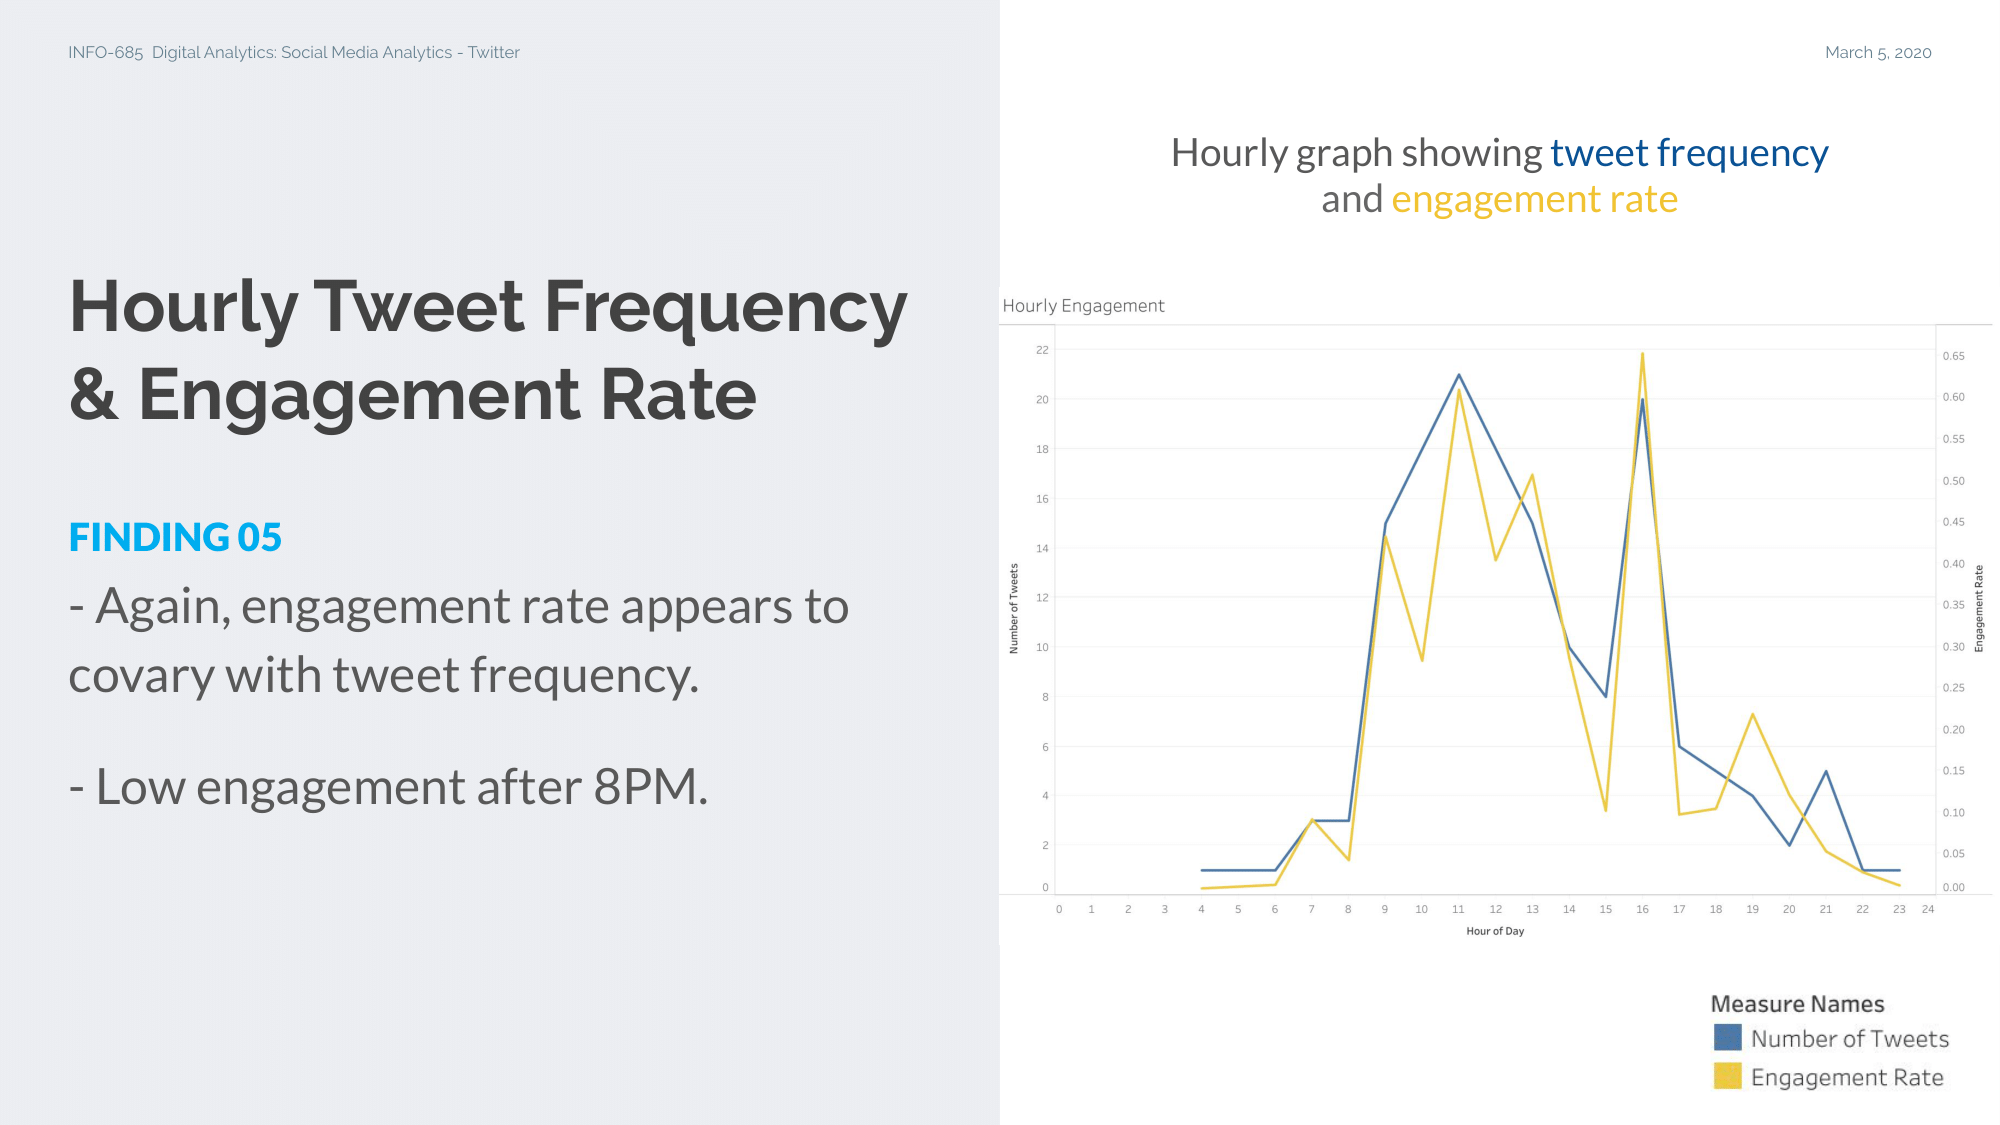 INFO-685 Digital Analytics: Social Media Analytics - Twitter
March 5, 2020
Hourly Tweet Frequency
& Engagement Rate
FINDING 05
- Again, engagement rate appears to
covary with tweet frequency.
- Low engagement after 8PM.
Hourly graph showing tweet frequency
and engagement rate
Hourly Engagement
Number of Tweets
22
20
18
16
14
12
10
8
6
4
2
0
0.65
0.60
0.55
0.50
0.45
0.40
0.35
0.30
0.25
0.20
0.15
0.10
0.05
0.00
Engagement Rate
0 1 2 3 4 5 6 7 8 9 10 11 12 13 14 15 16 17 18 19 20 21 22 23 24
Hour of Day
Measure Names
Number of Tweets
Engagement Rate